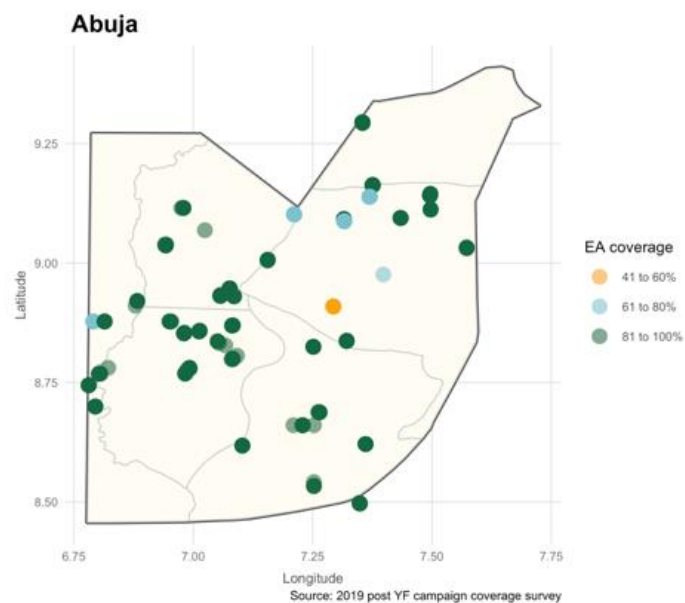 Abuja
9.25
9.00
8.75
8.50
Latitude
6.75
7.00
7.25
7.50
7.75
Longitude
EA coverage
41 to 60%
61 to 80%
81 to 100%
Source: 2019 post YF campaign coverage survey